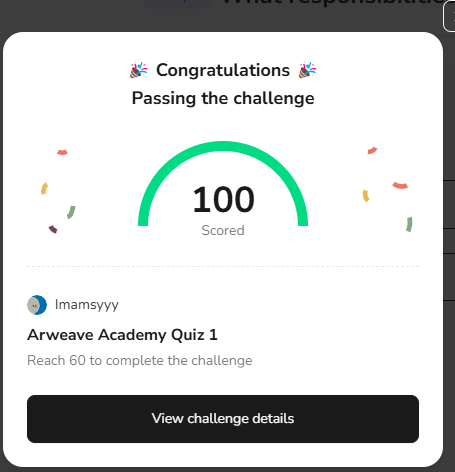 What responsibilitie
Congratulations
Passing the challenge
100
Scored
Imamsyyy
Arweave Academy Quiz 1
Reach 60 to complete the challenge
View challenge details